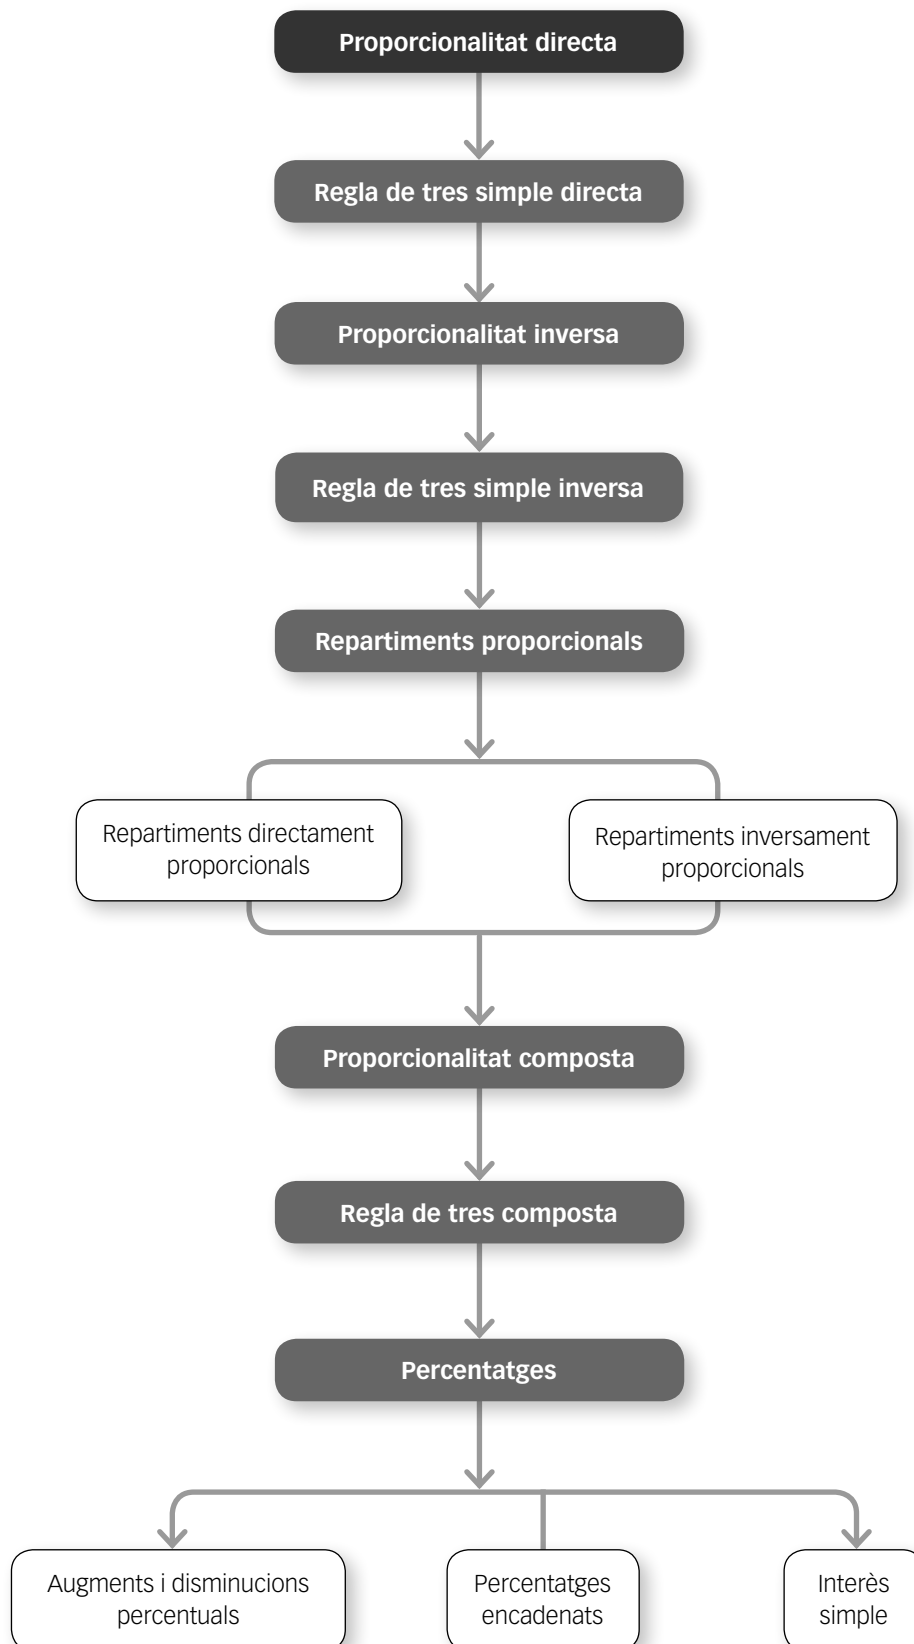 Proporcionalitat directa
Regla de tres simple directa
Proporcionalitat inversa
Regla de tres simple inversa
Repartiments proporcionals
Repartiments directament
proporcionals
Repartiments inversament
proporcionals
Proporcionalitat composta
Regla de tres composta
Percentatges
Augments i disminucions
percentuals
Percentatges
encadenats
Interès
simple